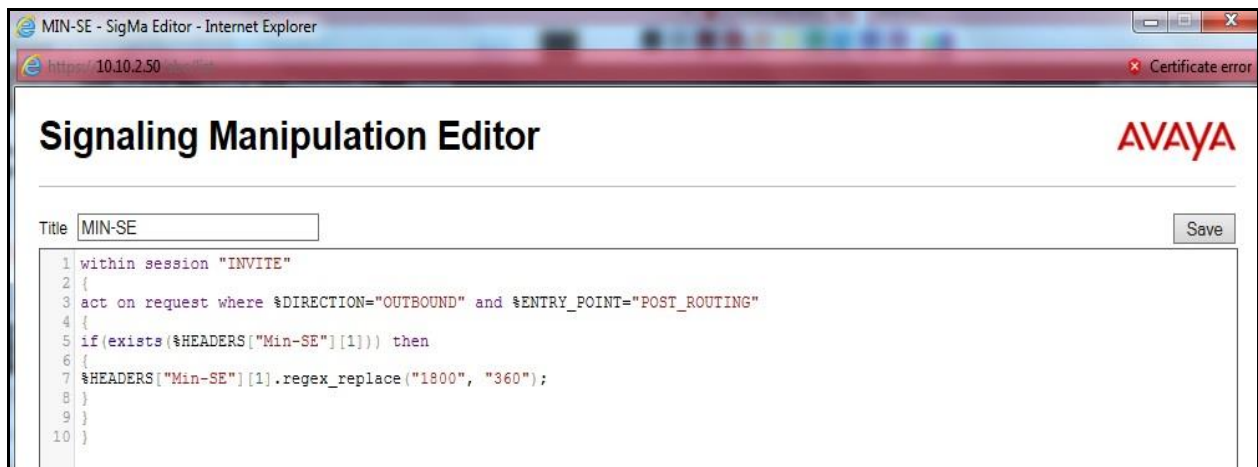 MIN-SE - SigMa Editor - Internet Explorer
X
https://10.10.2.50
Certificate error
Signaling Manipulation Editor
AVAYA
Title MIN-SE
Save
1 within session "INVITE"
2 {
3 act on request where %DIRECTION="OUTBOUND" and %ENTRY_POINT="POST_ROUTING"
4 {
5 if(exists(%HEADERS["Min-SE"][1])) then
6 {
7 %HEADERS["Min-SE"][1].regex_replace("1800", "360");
8 }
9 }
10 }